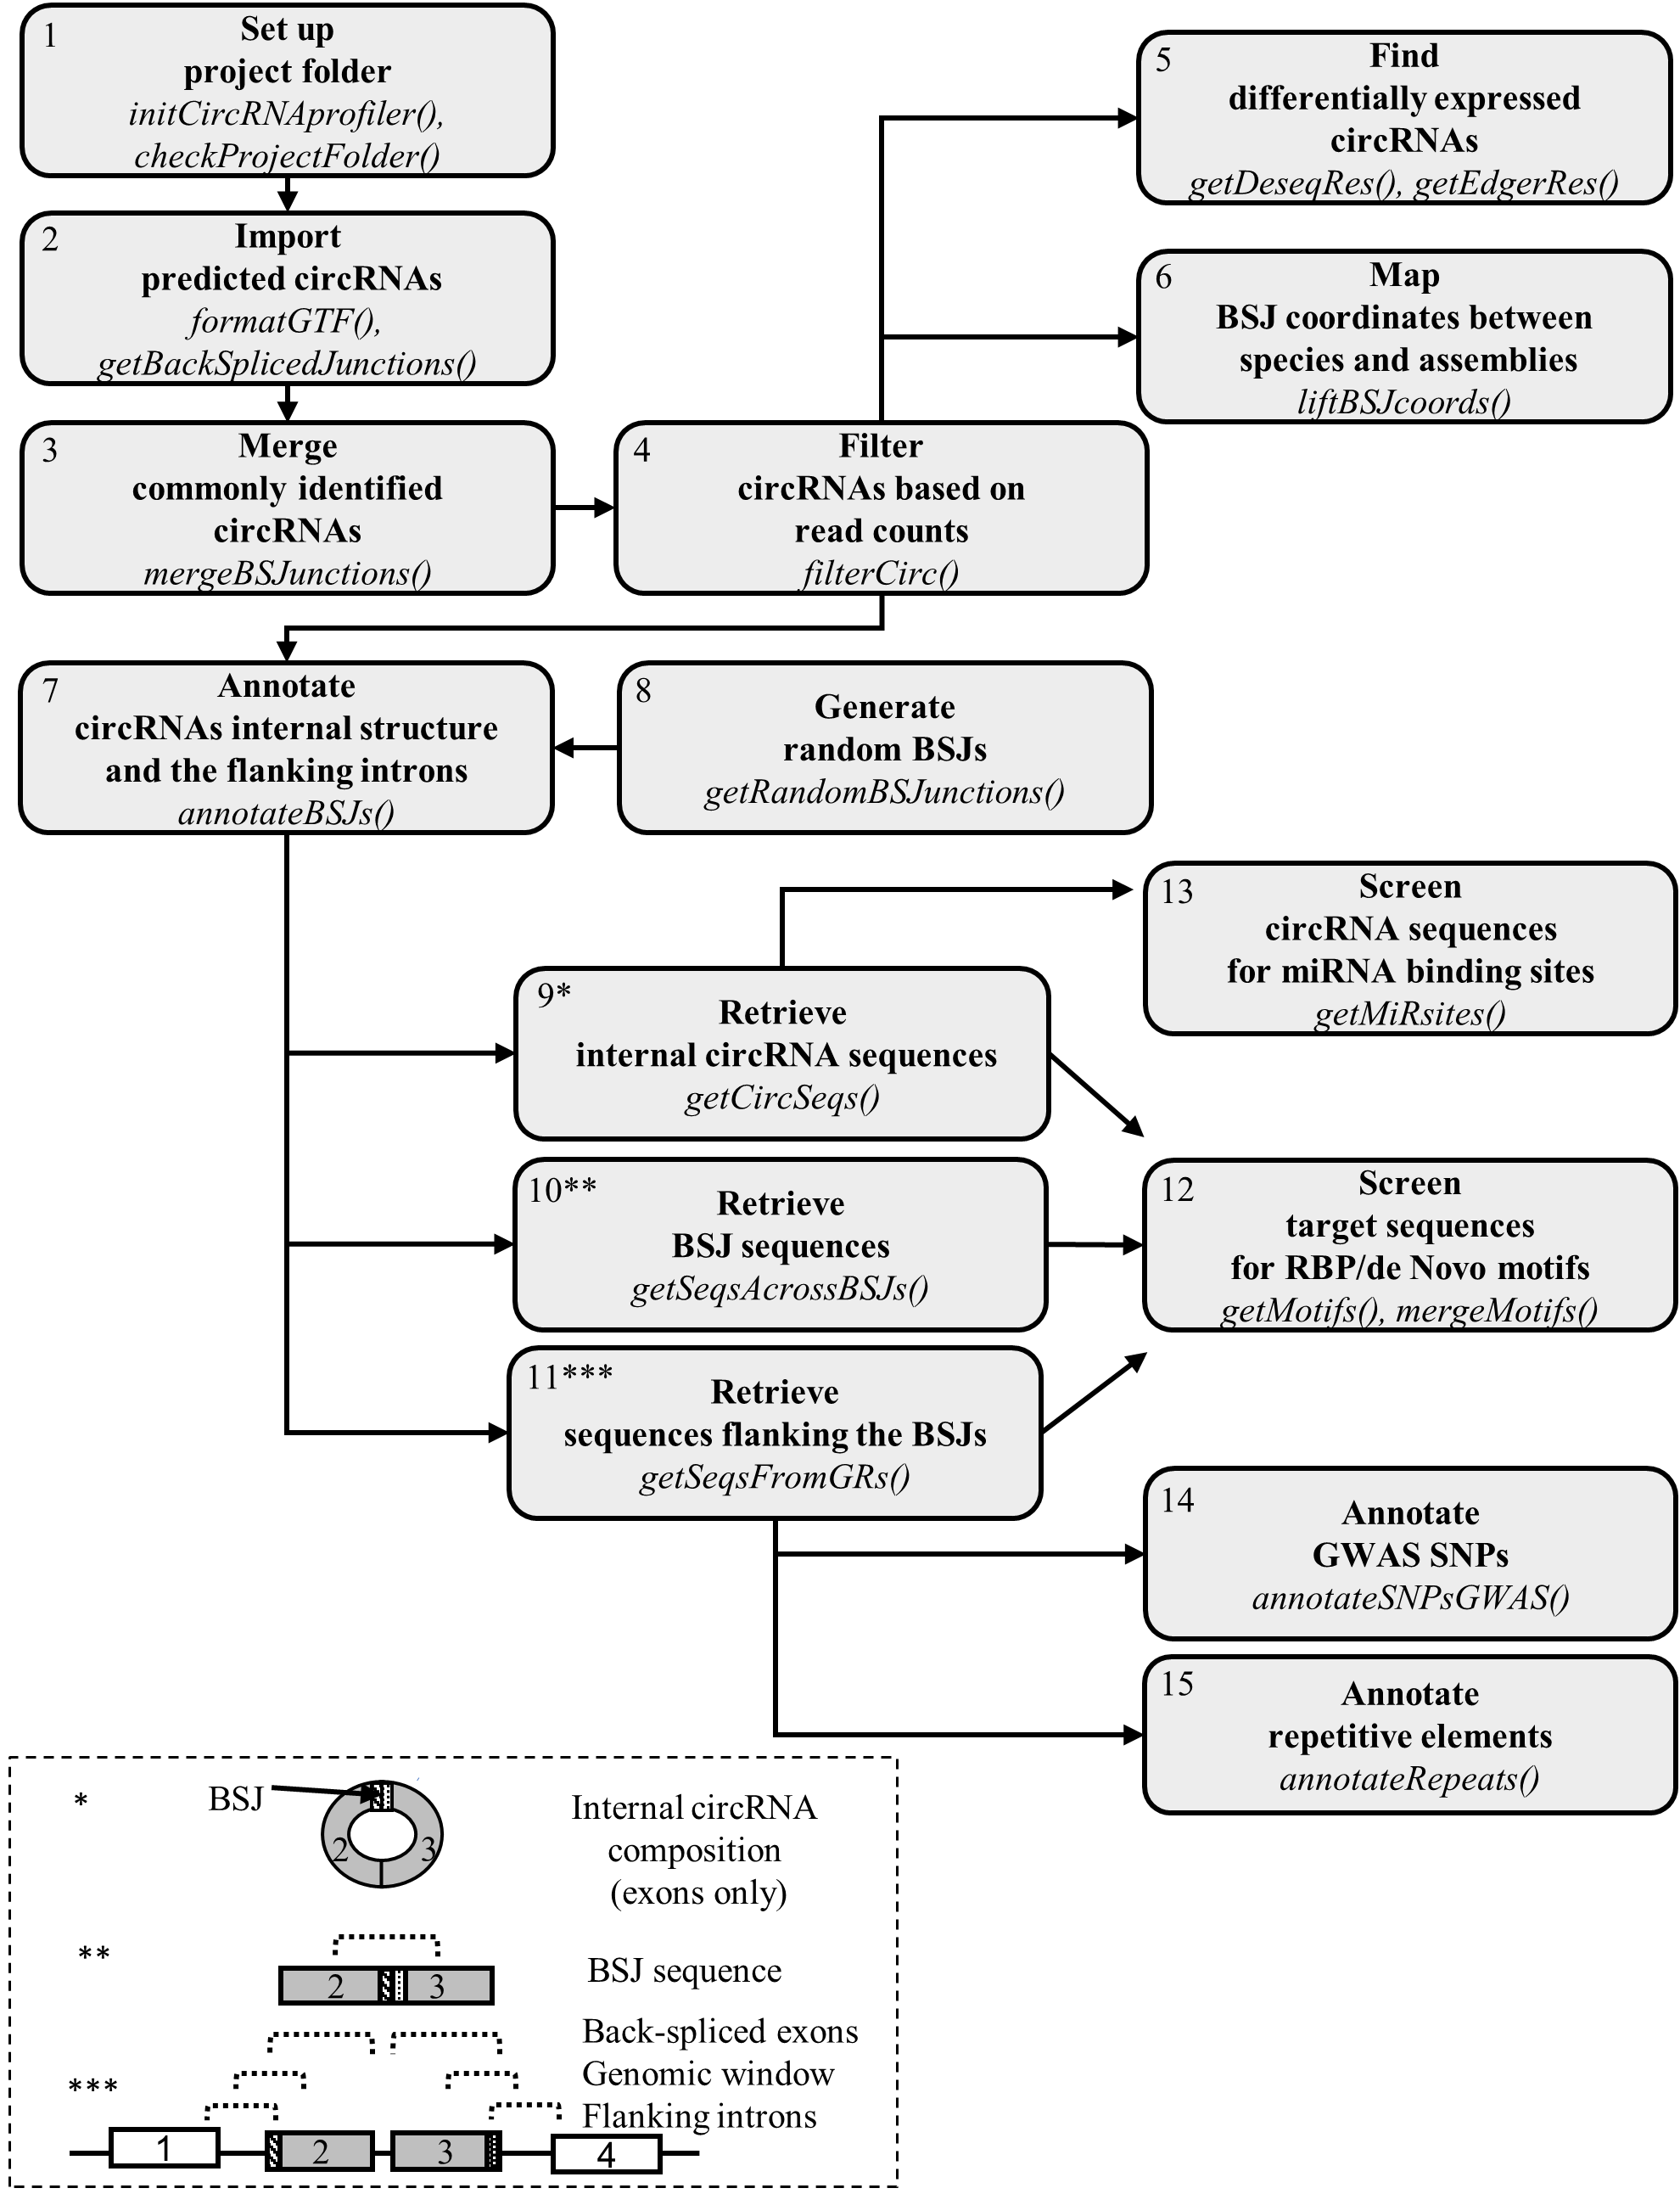 1
Set up
project folder
initCircRNAprofiler(),
checkProjectFolder()
2
Import
predicted circRNAs
formatGTF(),
getBackSplicedJunctions()
3
Merge
commonly identified
circRNAs
mergeBSJunctions()
4
Filter
circRNAs based on
read counts
filterCirc()
5
Find
differentially expressed
circRNAs
getDeseqRes(), getEdgerRes()
6
Map
BSJ coordinates between
species and assemblies
liftBSJcoords()
7
Annotate
circRNAs internal structure
and the flanking introns
annotateBSJs()
8
Generate
random BSJs
getRandomBSJunctions()
9*
Retrieve
internal circRNA sequences
getCircSeqs()
10**
Retrieve
BSJ sequences
getSeqsAcrossBSJs()
11***
Retrieve
sequences flanking the BSJs
getSeqsFromGRs()
13
Screen
circRNA sequences
for miRNA binding sites
getMiRsites()
12
Screen
target sequences
for RBP/de Novo motifs
getMotifs(), mergeMotifs()
14
Annotate
GWAS SNPs
annotateSNPsGWAS()
15
Annotate
repetitive elements
annotateRepeats()
*
BSJ
2 3
Internal circRNA
composition
(exons only)
**
2 3
BSJ sequence
***
Back-spliced exons
Genomic window
Flanking introns
1 2 3 4